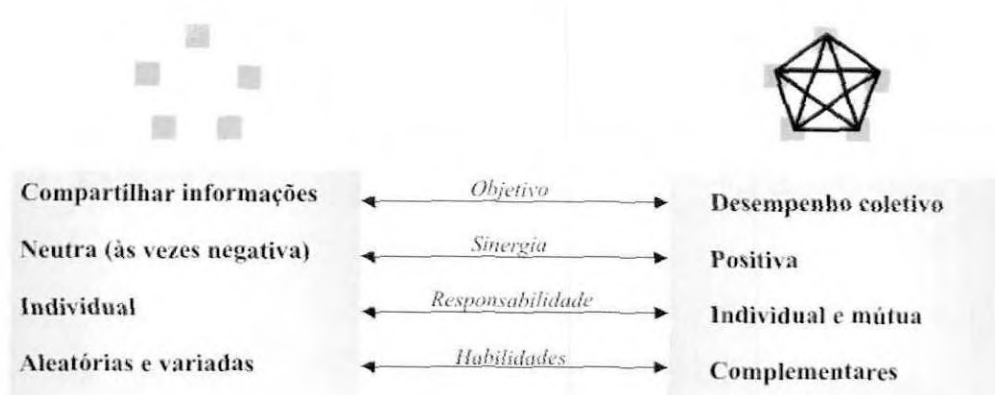 Compartilhar informações
Objetivo
Desempenho coletivo
Neutra (às vezes negativa)
Sinergia
Positiva
Individual
Responsabilidade
Individual e mútua
Aleatórias e variadas
Habilidades
Complementares